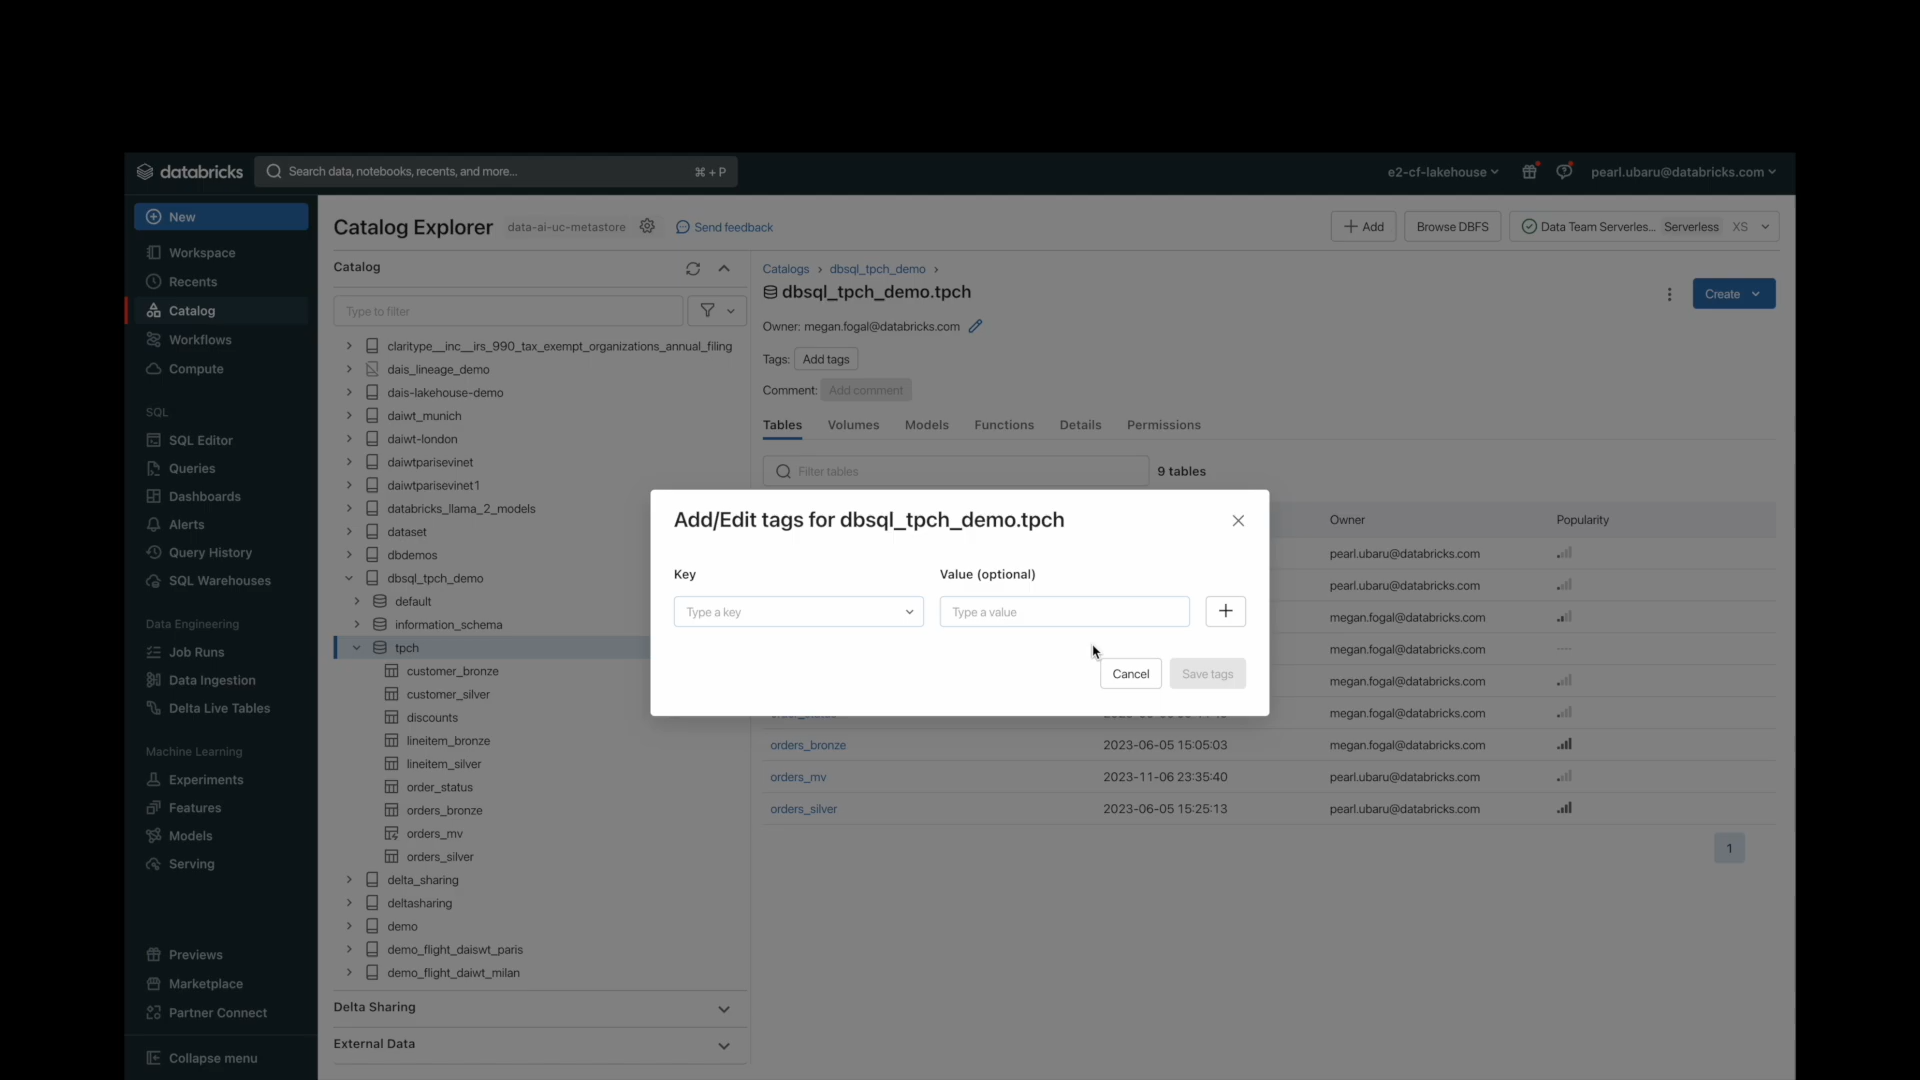 databricks
Search data, notebooks, recents, and more...
⌘ + P
e2-cf-lakehouse
pearl.ubaru@databricks.com
New
Workspace
Recents
Catalog
Workflows
Compute
SQL
SQL Editor
Queries
Dashboards
Alerts
Query History
SQL Warehouses
Data Engineering
Job Runs
Data Ingestion
Delta Live Tables
Machine Learning
Experiments
Features
Models
Serving
Previews
Marketplace
Partner Connect
Collapse menu
Catalog Explorer
data-ai-uc-metastore
Send feedback
Add
Browse DBFS
Data Team Serverles... Serverless XS
Catalog
Type to filter
claritype__inc__irs_990_tax_exempt_organizations_annual_filing
dais_lineage_demo
dais-lakehouse-demo
daiwt_munich
daiwt-london
daiwtparisevinet
daiwtparisevinet1
databricks_llama_2_models
dataset
dbdemos
dbsql_tpch_demo
default
information_schema
tpch
customer_bronze
customer_silver
discounts
lineitem_bronze
lineitem_silver
order_status
orders_bronze
orders_mv
orders_silver
delta_sharing
deltasharing
demo
demo_flight_daiswt_paris
demo_flight_daiwt_milan
Delta Sharing
External Data
Catalogs › dbsql_tpch_demo ›
dbsql_tpch_demo.tpch
Create
Owner: megan.fogal@databricks.com
Tags: Add tags
Comment: Add comment
Tables Volumes Models Functions Details Permissions
Filter tables
9 tables
Owner Popularity
pearl.ubaru@databricks.com
pearl.ubaru@databricks.com
megan.fogal@databricks.com
megan.fogal@databricks.com
megan.fogal@databricks.com
megan.fogal@databricks.com
orders_bronze 2023-06-05 15:05:03 megan.fogal@databricks.com
orders_mv 2023-11-06 23:35:40 pearl.ubaru@databricks.com
orders_silver 2023-06-05 15:25:13 pearl.ubaru@databricks.com
1
Add/Edit tags for dbsql_tpch_demo.tpch
Key
Value (optional)
Type a key
Type a value
Cancel
Save tags